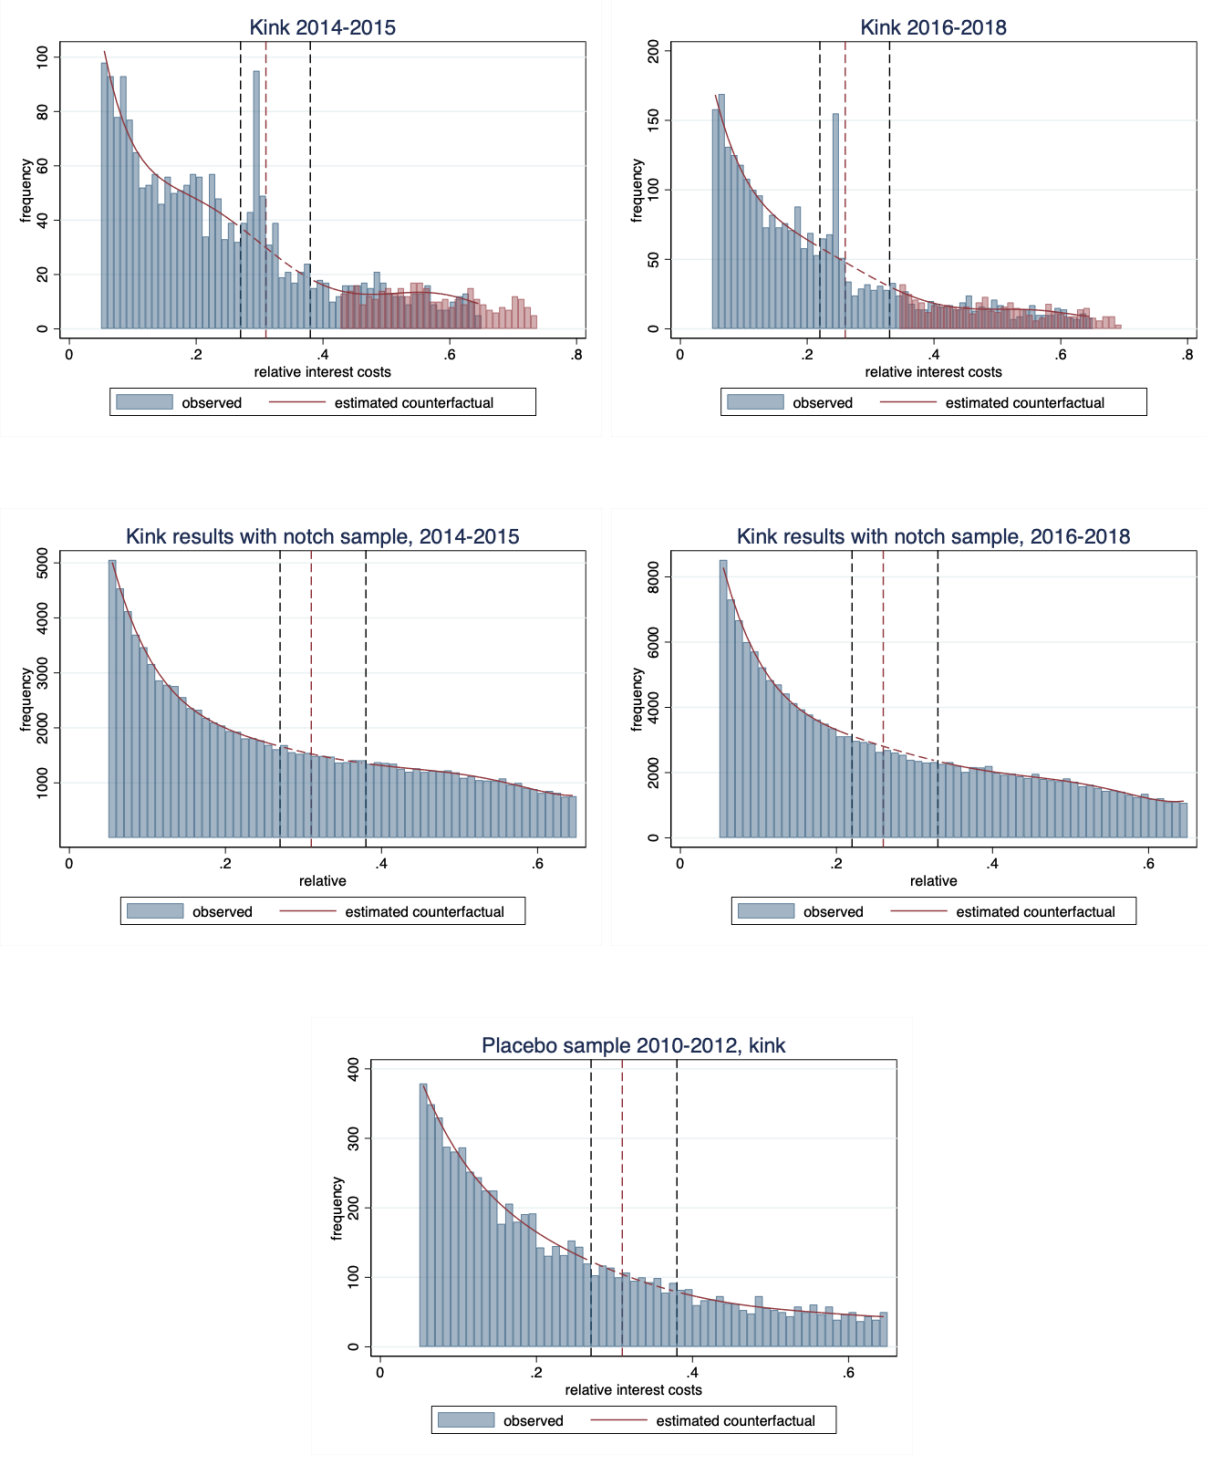 Kink 2014-2015
frequency
0 20 40 60 80 100
0 .2 .4 .6 .8
relative interest costs
observed estimated counterfactual
Kink 2016-2018
frequency
0 50 100 150 200
0 .2 .4 .6 .8
relative interest costs
observed estimated counterfactual
Kink results with notch sample, 2014-2015
frequency
1000 2000 3000 4000 5000
0 .2 .4 .6
relative
observed estimated counterfactual
Kink results with notch sample, 2016-2018
frequency
0 2000 4000 6000 8000
0 .2 .4 .6
relative
observed estimated counterfactual
Placebo sample 2010-2012, kink
frequency
0 100 200 300 400
0 .2 .4 .6
relative interest costs
observed estimated counterfactual